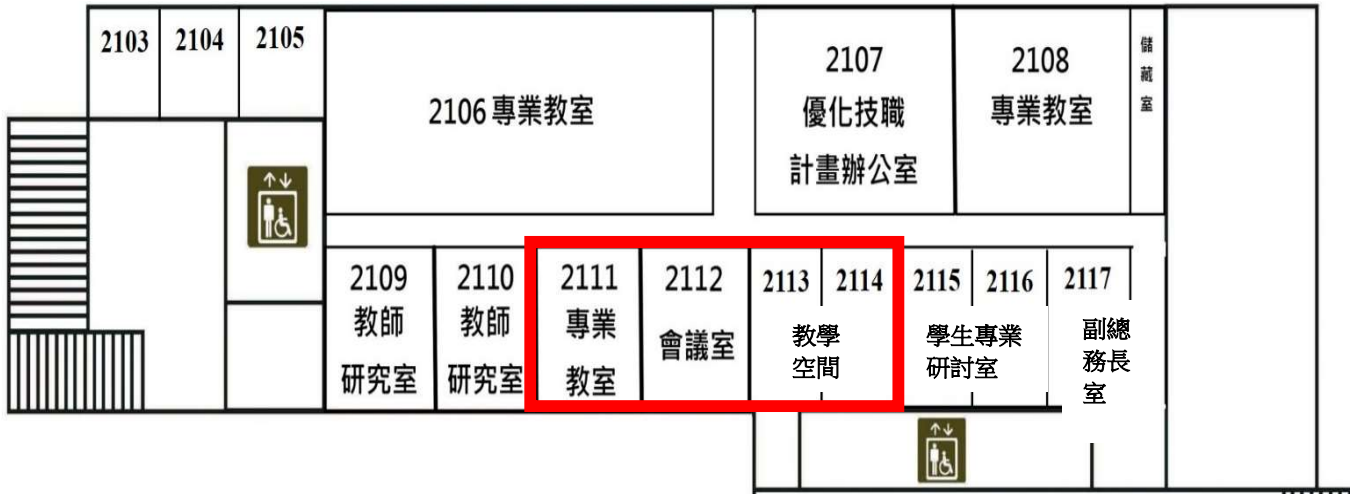 2103
2104
2105
2106 專業教室
2107
優化技職
計畫辦公室
2108
專業教室
儲
藏
室
2109
教師
研究室
2110
教師
研究室
2111
專業
教室
2112
會議室
2113
2114
教學
空間
2115
2116
學生專業
研討室
2117
副總
務長
室